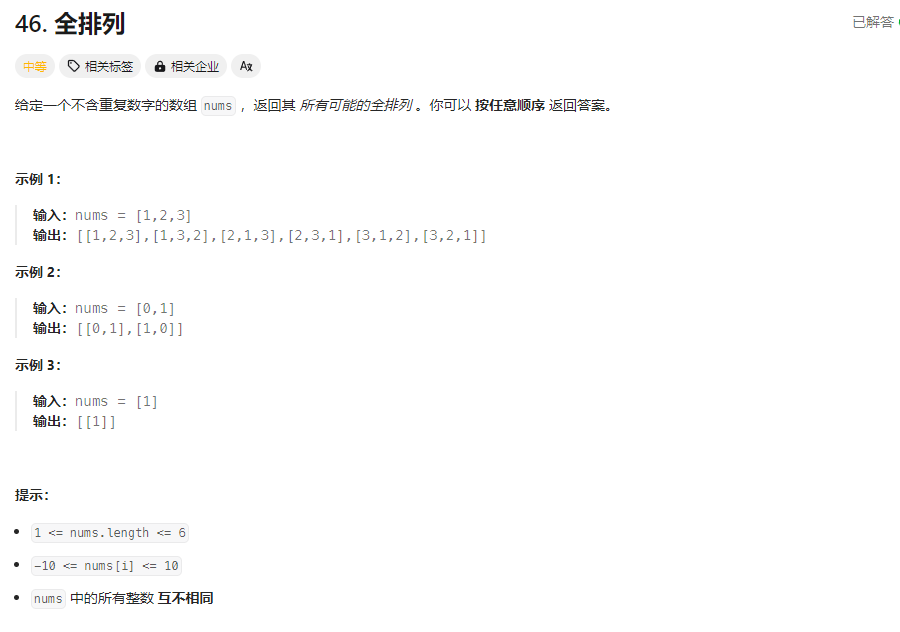 46. 全排列
已解答
中等 相关标签 相关企业 Az
给定一个不含重复数字的数组 nums ，返回其 所有可能的全排列 。你可以 按任意顺序 返回答案。
示例 1：
输入：nums = [1,2,3]
输出：[[1,2,3],[1,3,2],[2,1,3],[2,3,1],[3,1,2],[3,2,1]]
示例 2：
输入：nums = [0,1]
输出：[[0,1],[1,0]]
示例 3：
输入：nums = [1]
输出：[[1]]
提示：
• 1 <= nums.length <= 6
• -10 <= nums[i] <= 10
• nums 中的所有整数 互不相同